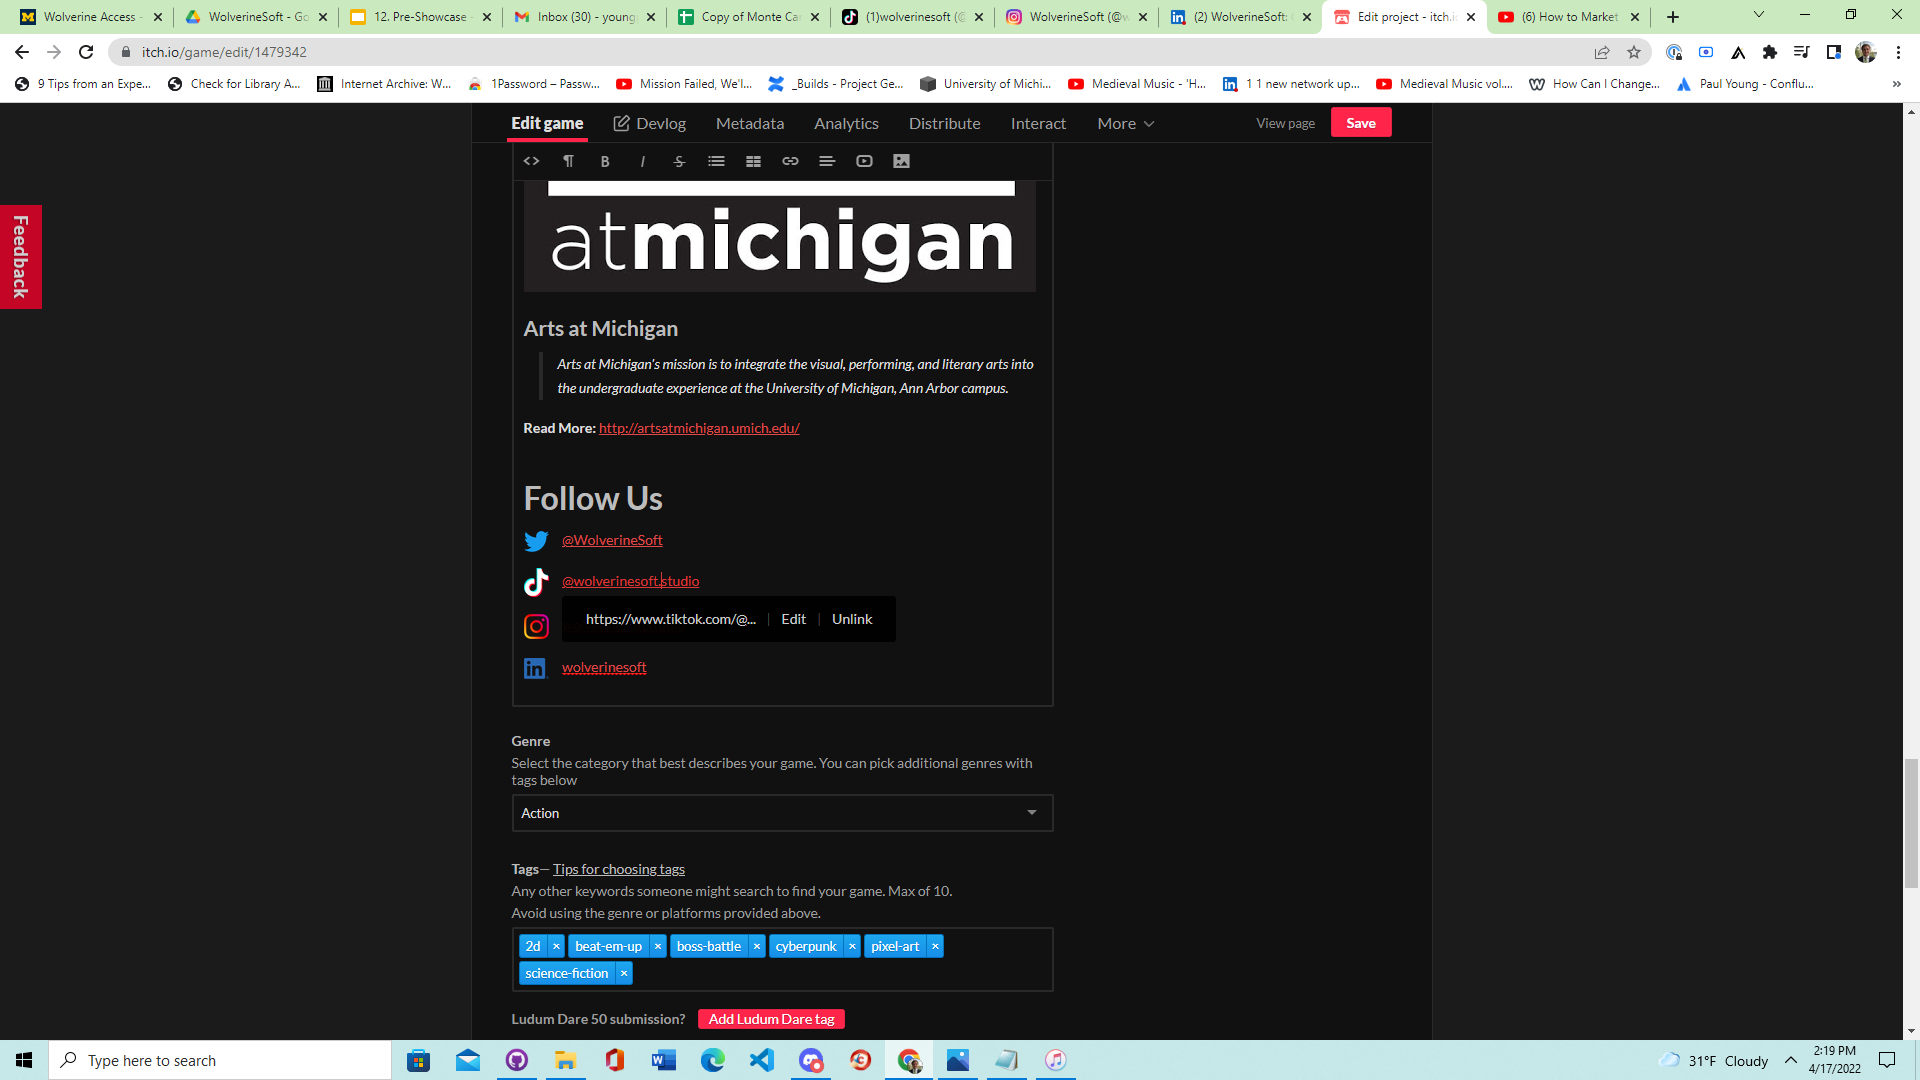 Wolverine Access -
WolverineSoft - Go
12. Pre-Showcase -
Inbox (30) - young
Copy of Monte Ca
(1)wolverinesoft (@
WolverineSoft (@w
(2) WolverineSoft:
Edit project - itch.i
(6) How to Market
itch.io/game/edit/1479342
9 Tips from an Expe...
Check for Library A...
Internet Archive: W...
1Password – Passw...
Mission Failed, We'l...
_Builds - Project Ge...
University of Michi...
Medieval Music - 'H...
1 1 new network up...
Medieval Music vol....
How Can I Change...
Paul Young - Conflu...
Edit game
Devlog
Metadata
Analytics
Distribute
Interact
More
View page
Save
Feedback
atmichigan
Arts at Michigan
Arts at Michigan's mission is to integrate the visual, performing, and literary arts into
the undergraduate experience at the University of Michigan, Ann Arbor campus.
Read More: http://artsatmichigan.umich.edu/
Follow Us
@WolverineSoft
@wolverinesoft.studio
https://www.tiktok.com/@... | Edit | Unlink
wolverinesoft
Genre
Select the category that best describes your game. You can pick additional genres with
tags below
Action
Tags— Tips for choosing tags
Any other keywords someone might search to find your game. Max of 10.
Avoid using the genre or platforms provided above.
2d × beat-em-up × boss-battle × cyberpunk × pixel-art ×
science-fiction ×
Ludum Dare 50 submission? Add Ludum Dare tag
Type here to search
31°F Cloudy
2:19 PM
4/17/2022